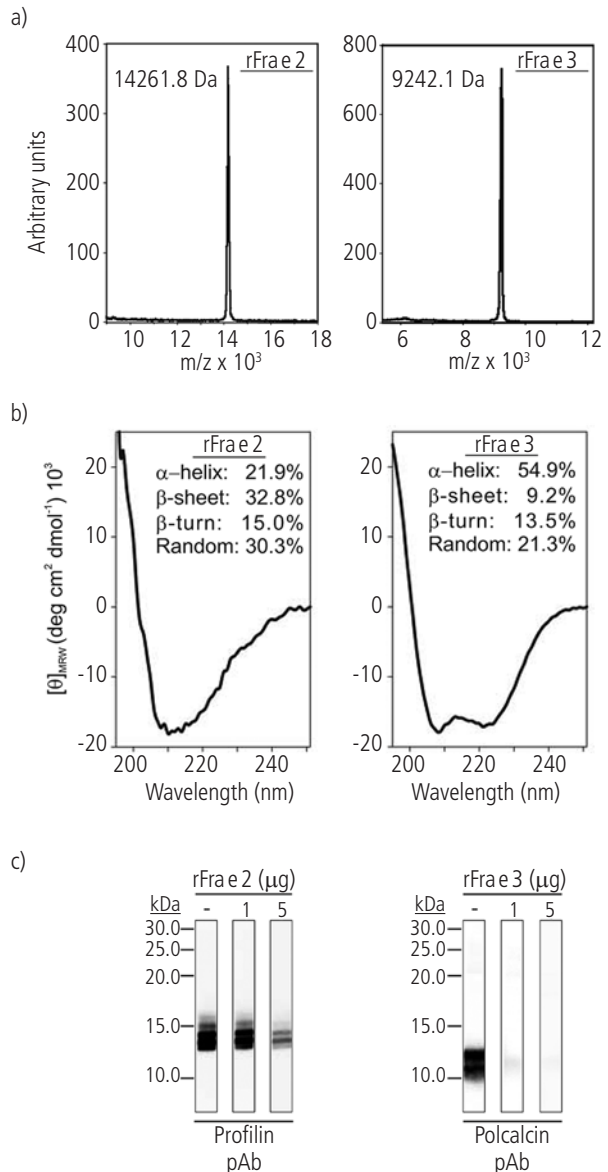 a)
rFra e 2
14261.8 Da
Arbitrary units
400
300
200
100
0
10 12 14 16 18
m/z x 10³
rFra e 3
9242.1 Da
800
600
400
200
0
6 8 10 12
m/z x 10³
b)
rFra e 2
α–helix: 21.9%
β-sheet: 32.8%
β-turn: 15.0%
Random: 30.3%
[θ]MRW (deg cm² dmol⁻¹) 10³
20
10
0
-10
-20
200 220 240
Wavelength (nm)
rFra e 3
α–helix: 54.9%
β-sheet: 9.2%
β-turn: 13.5%
Random: 21.3%
20
10
0
-10
-20
200 220 240
Wavelength (nm)
c)
rFra e 2 (μg)
kDa - 1 5
30.0
25.0
20.0
15.0
10.0
Profilin
pAb
rFra e 3 (μg)
kDa - 1 5
30.0
25.0
20.0
15.0
10.0
Polcalcin
pAb